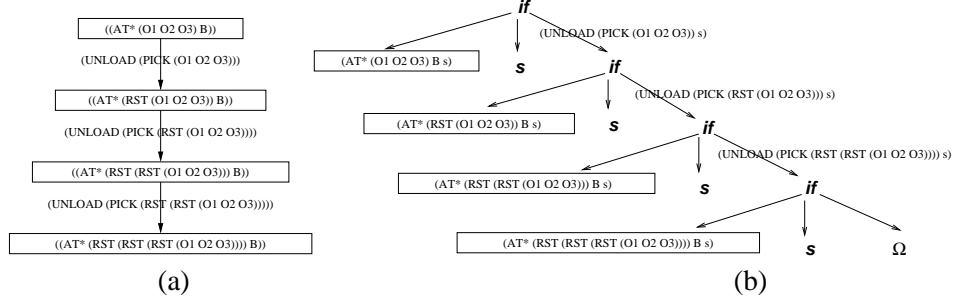 ((AT* (O1 O2 O3) B))
(UNLOAD (PICK (O1 O2 O3)))
((AT* (RST (O1 O2 O3)) B))
(UNLOAD (PICK (RST (O1 O2 O3))))
((AT* (RST (RST (O1 O2 O3))) B))
(UNLOAD (PICK (RST (RST (O1 O2 O3)))))
((AT* (RST (RST (RST (O1 O2 O3)))) B))
(a)
if
(UNLOAD (PICK (O1 O2 O3)) s)
(AT* (O1 O2 O3) B s)
s
if
(UNLOAD (PICK (RST (O1 O2 O3))) s)
(AT* (RST (O1 O2 O3)) B s)
s
if
(UNLOAD (PICK (RST (RST (O1 O2 O3)))) s)
(AT* (RST (RST (O1 O2 O3))) B s)
s
if
(AT* (RST (RST (RST (O1 O2 O3)))) B s)
s
Ω
(b)